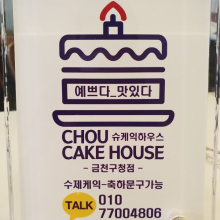 예쁘다_맛있다
CHOU 슈케익하우스
CAKE HOUSE
- 금천구청점 -
수제케익-축하문구가능
TALK 010
77004806